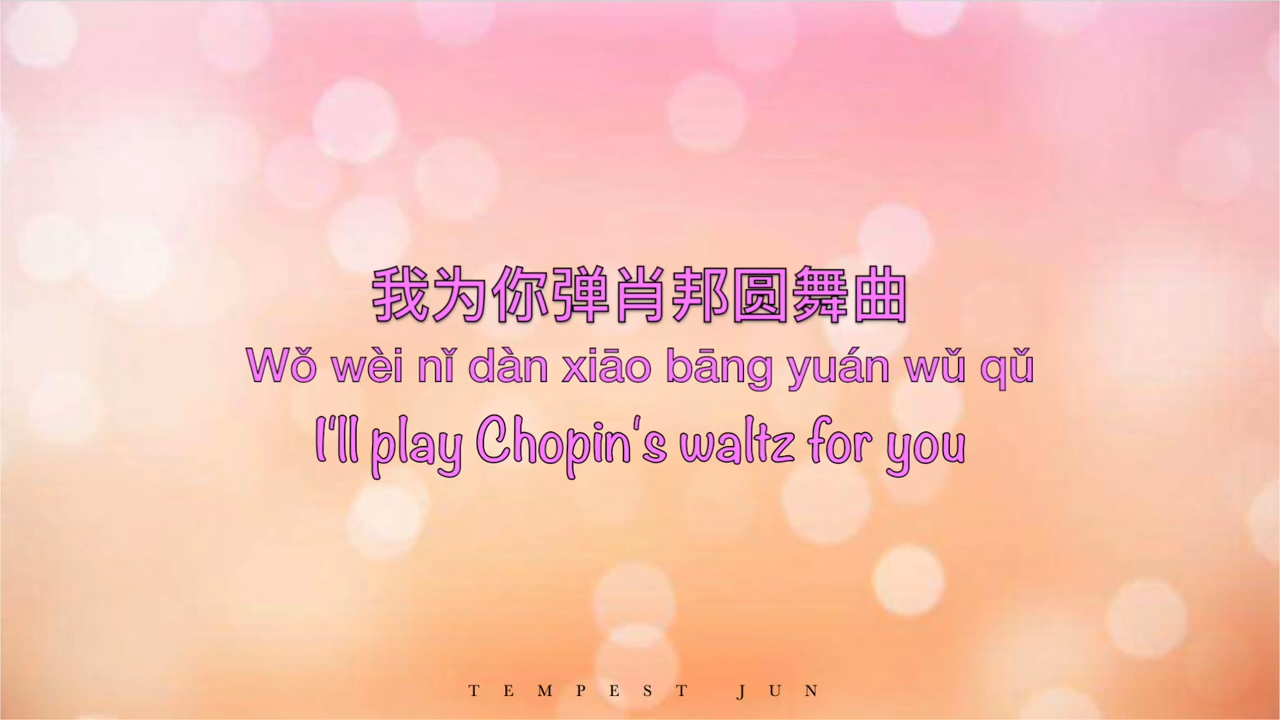 我为你弹肖邦圆舞曲
Wǒ wèi nǐ dàn xiāo bāng yuán wǔ qǔ
I'll play Chopin's waltz for you
TEMPEST JUN